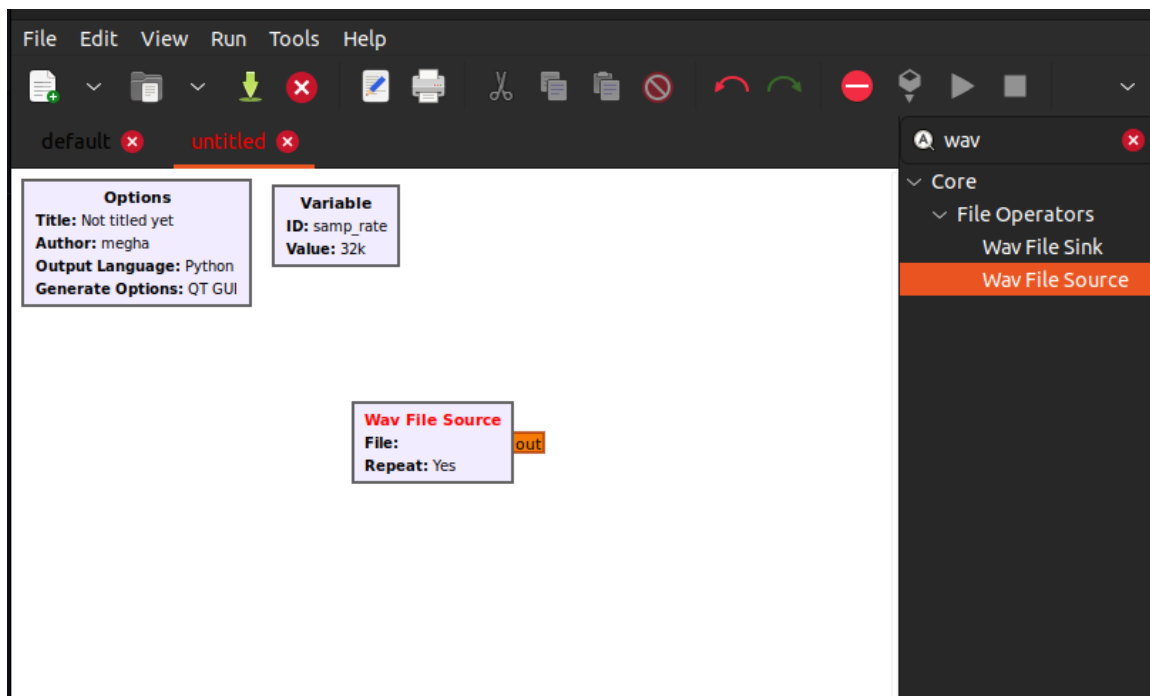 File Edit View Run Tools Help
default untitled
wav
Options
Title: Not titled yet
Author: megha
Output Language: Python
Generate Options: QT GUI
Variable
ID: samp_rate
Value: 32k
Wav File Source
File:
Repeat: Yes
out
Core
File Operators
Wav File Sink
Wav File Source